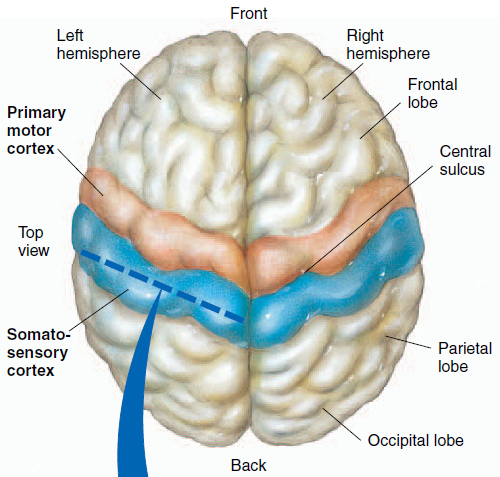 Front
Left
hemisphere
Right
hemisphere
Frontal
lobe
Primary
motor
cortex
Central
sulcus
Top
view
Somato-
sensory
cortex
Parietal
lobe
Occipital lobe
Back